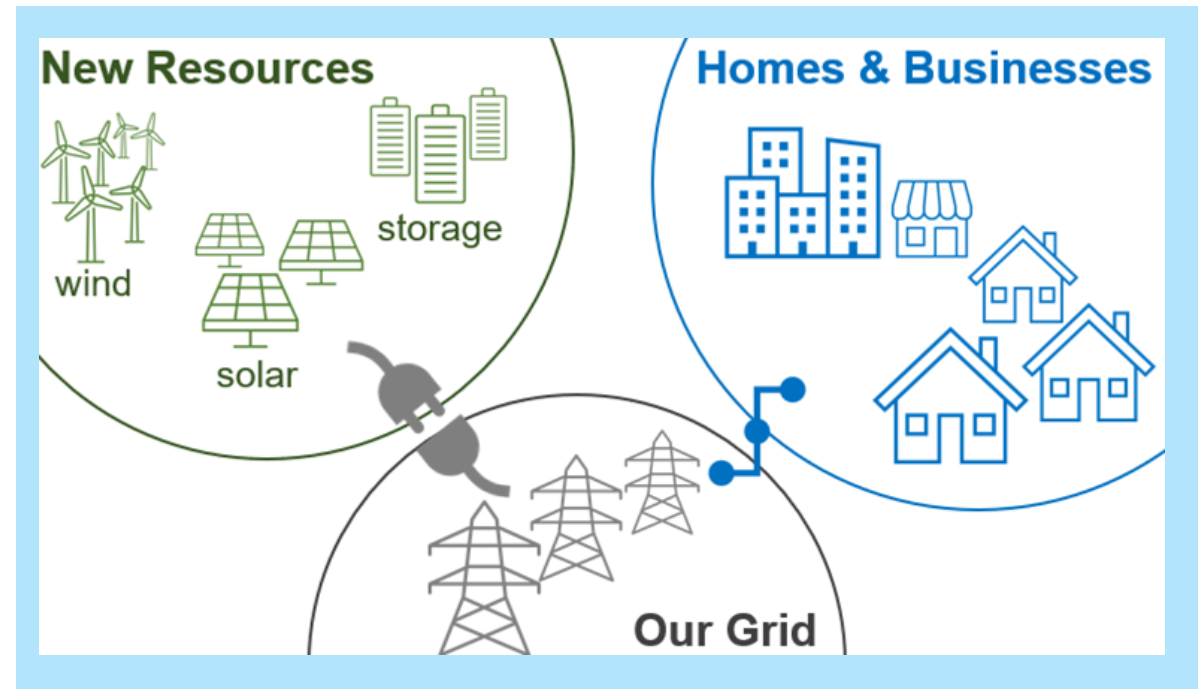 New Resources
wind
solar
storage
Homes & Businesses
Our Grid